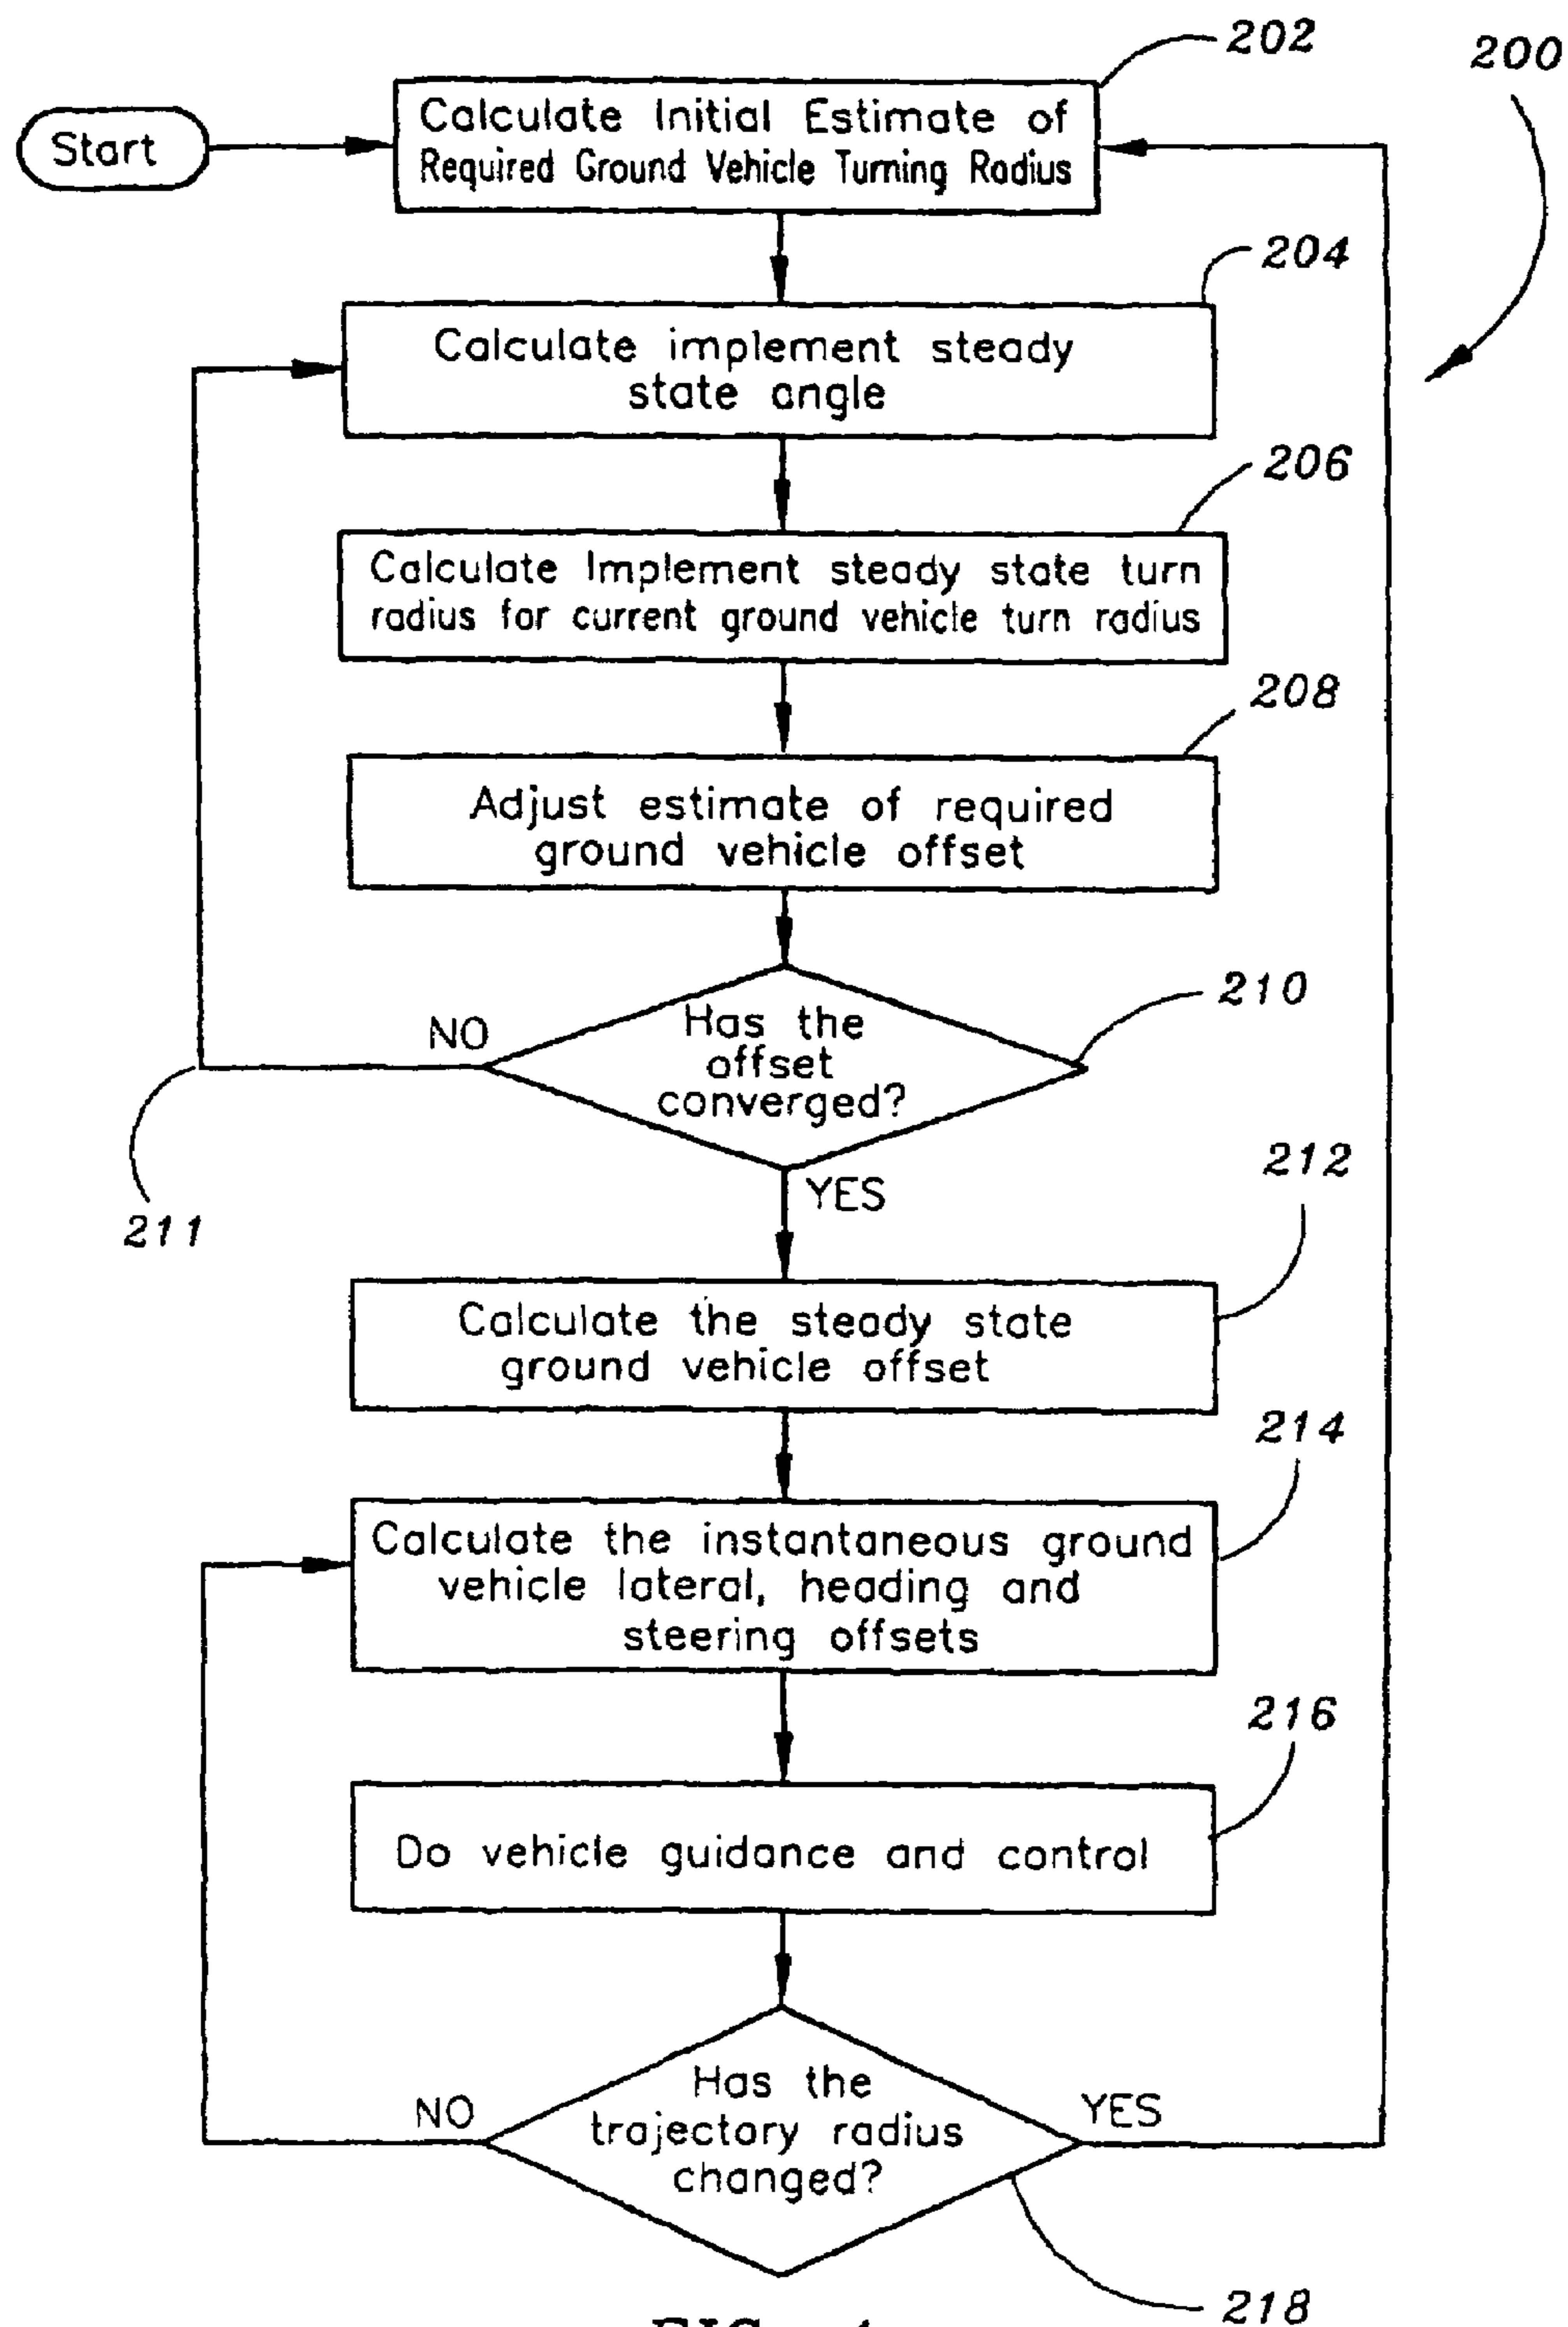 202
200
Start
Calculate Initial Estimate of
Required Ground Vehicle Turning Radius
204
Calculate implement steady
state angle
206
Calculate Implement steady state turn
radius for current ground vehicle turn radius
208
Adjust estimate of required
ground vehicle offset
210
NO
Has the
offset
converged?
YES
211
212
Calculate the steady state
ground vehicle offset
214
Calculate the instantaneous ground
vehicle lateral, heading and
steering offsets
216
Do vehicle guidance and control
NO
Has the
trajectory radius
changed?
YES
218